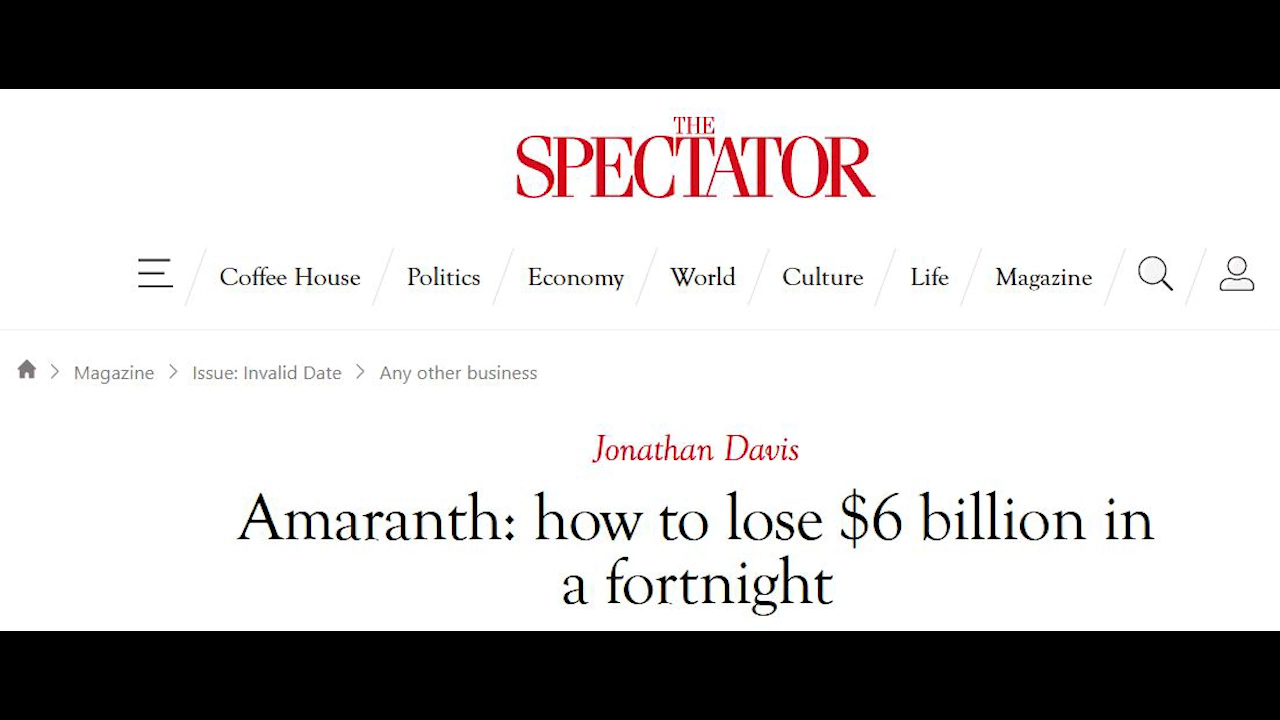 THE
SPECTATOR
Coffee House Politics Economy World Culture Life Magazine
Magazine > Issue: Invalid Date > Any other business
Jonathan Davis
Amaranth: how to lose $6 billion in
a fortnight